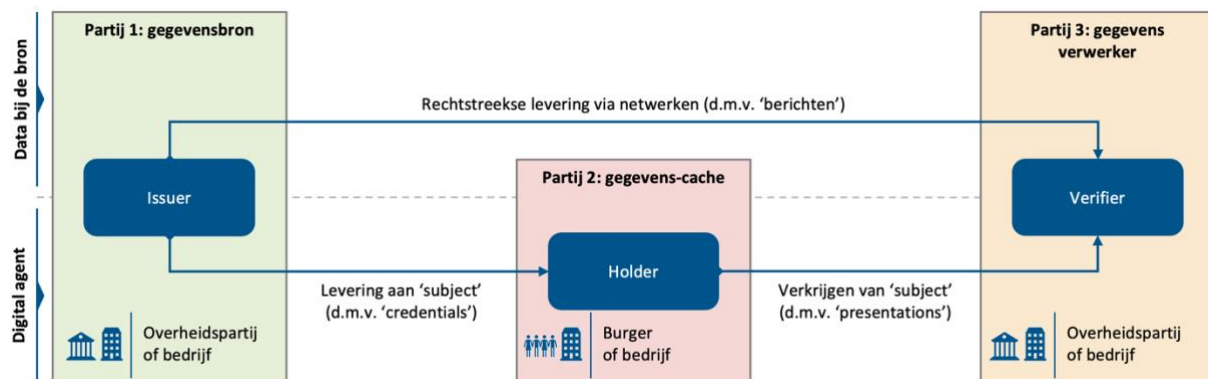 Data bij de bron
Digital agent
Partij 1: gegevensbron
Issuer
Overheidspartij
of bedrijf
Rechtstreekse levering via netwerken (d.m.v. ‘berichten’)
Levering aan ‘subject’
(d.m.v. ‘credentials’)
Partij 2: gegevens-cache
Holder
Burger
of bedrijf
Verkrijgen van ‘subject’
(d.m.v. ‘presentations’)
Partij 3: gegevens
verwerker
Verifier
Overheidspartij
of bedrijf